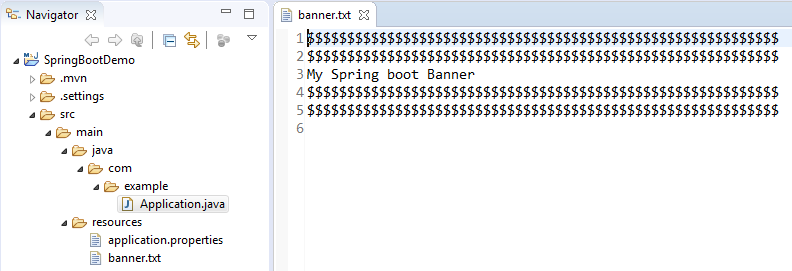 Navigator
SpringBootDemo
.mvn
.settings
src
main
java
com
example
Application.java
resources
application.properties
banner.txt
banner.txt
1 $$$$$$$$$$$$$$$$$$$$$$$$$$$$$$$$$$$$$$$$$$$$$$$$$$$$$$$$$$$
2 $$$$$$$$$$$$$$$$$$$$$$$$$$$$$$$$$$$$$$$$$$$$$$$$$$$$$$$$$$$
3 My Spring boot Banner
4 $$$$$$$$$$$$$$$$$$$$$$$$$$$$$$$$$$$$$$$$$$$$$$$$$$$$$$$$$$$
5 $$$$$$$$$$$$$$$$$$$$$$$$$$$$$$$$$$$$$$$$$$$$$$$$$$$$$$$$$$$
6